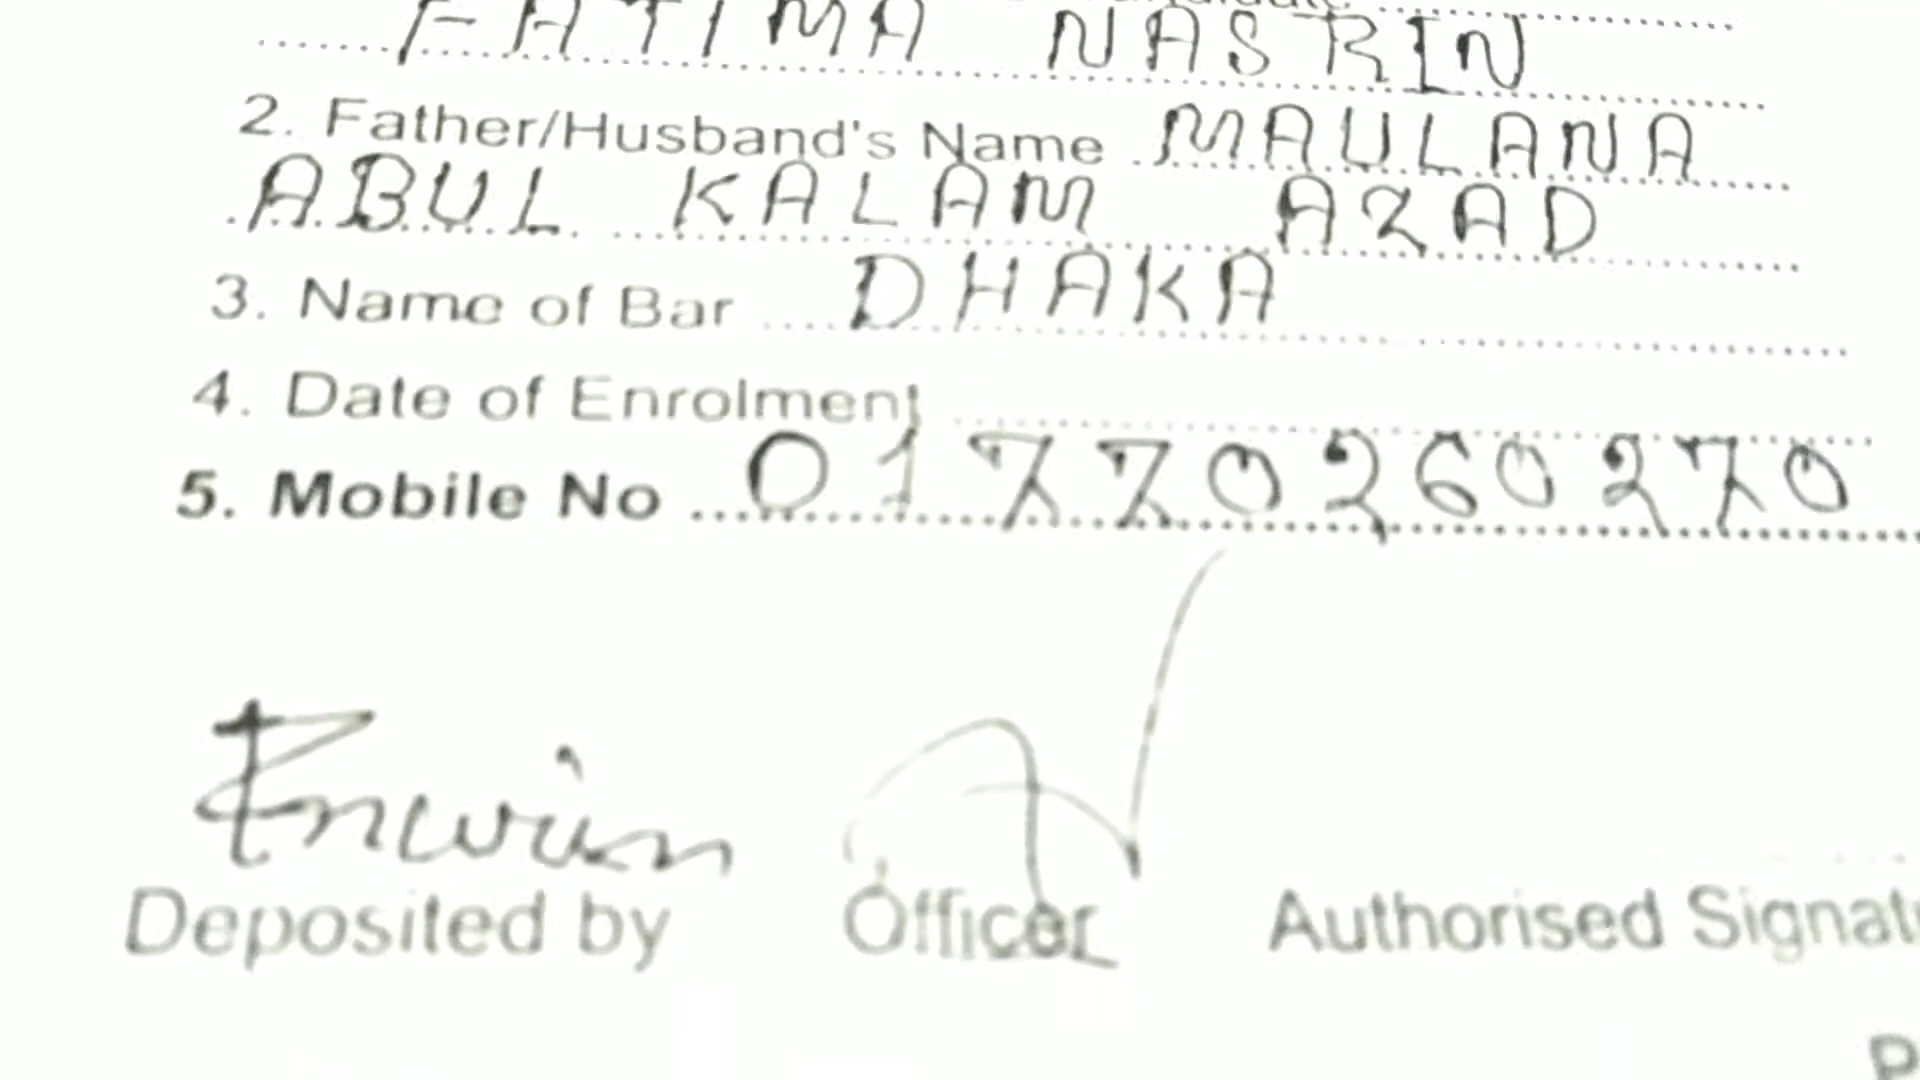 FATIMA NASRIN
2. Father/Husband's Name MAULANA
ABUL KALAM AZAD
3. Name of Bar DHAKA
4. Date of Enrolment
5. Mobile No 01770260270
Deposited by Officer Authorised